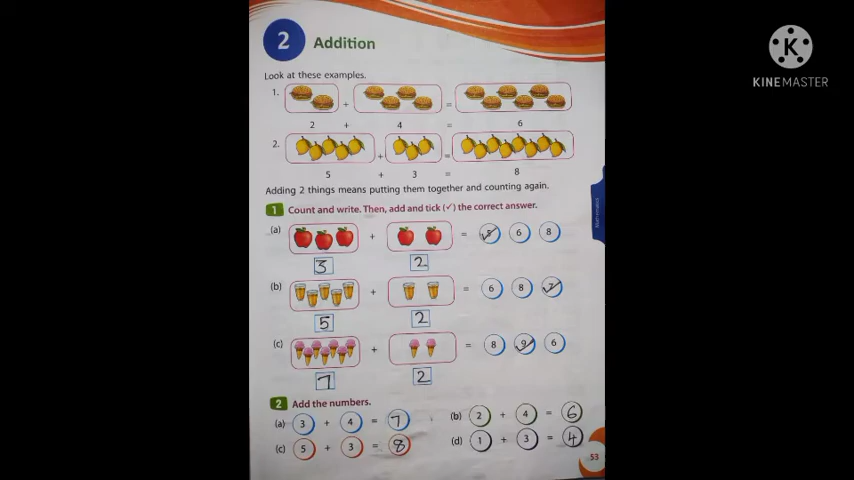 2 Addition
K
KINEMASTER
Look at these examples.
1. + =
2 + 4 = 6
2. + =
5 + 3 = 8
Adding 2 things means putting them together and counting again.
1 Count and write. Then, add and tick (✓) the correct answer.
(a) + = 5 6 8
3 2
(b) + = 6 8 7
5 2
(c) + = 8 9 6
7 2
2 Add the numbers.
(a) 3 + 4 = 7 (b) 2 + 4 = 6
(c) 5 + 3 = 8 (d) 1 + 3 = 4
53